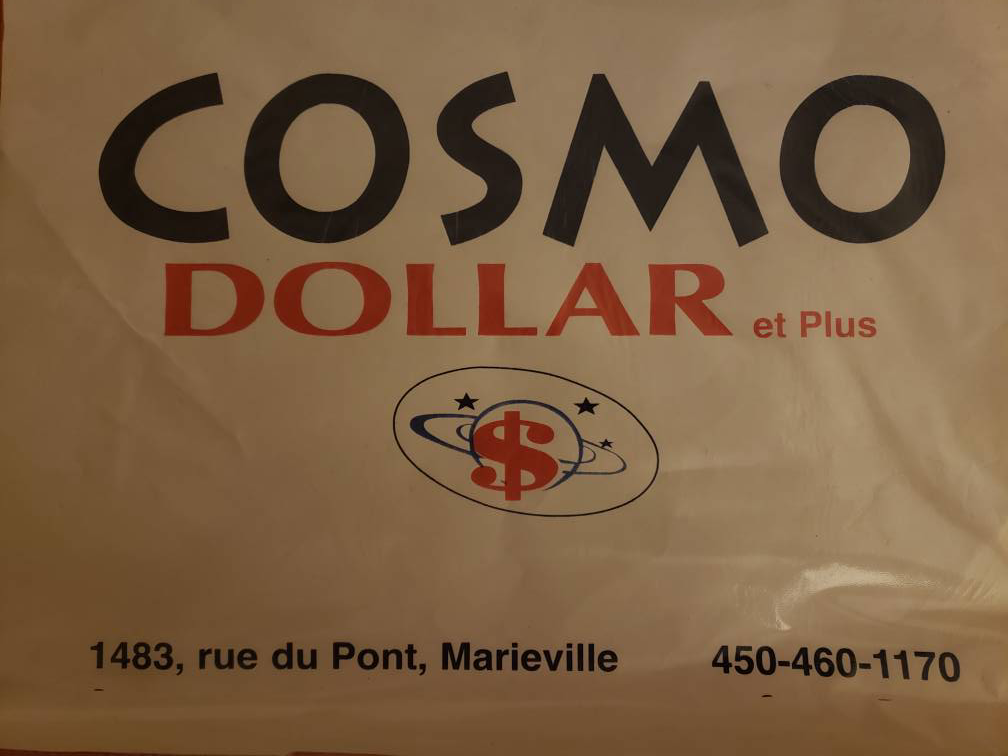 COSMO
DOLLAR et Plus
$
1483, rue du Pont, Marieville 450-460-1170